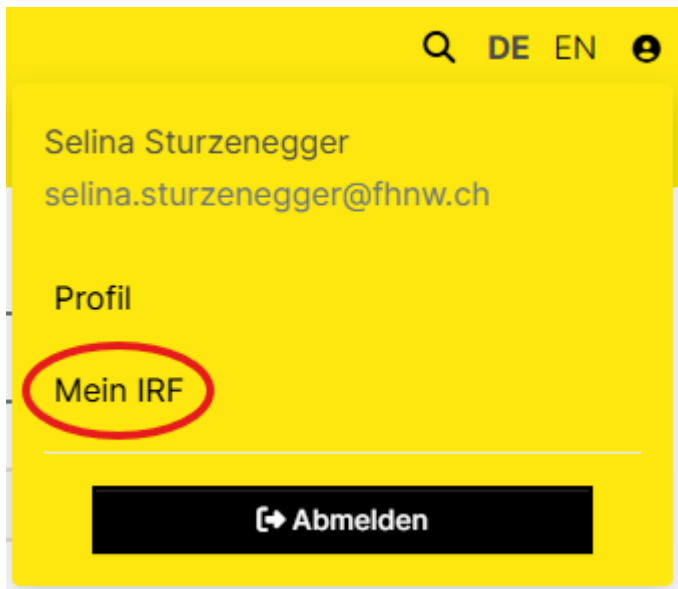 DE EN
Selina Sturzenegger
selina.sturzenegger@fhnw.ch
Profil
Mein IRF
Abmelden